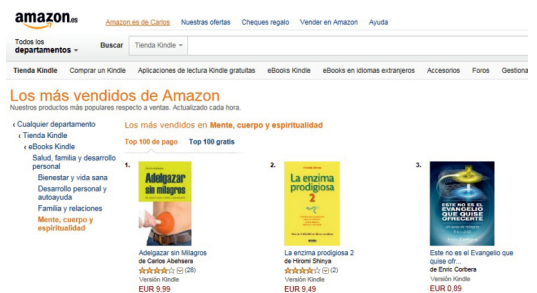 amazon.es
Amazon.es de Carlos Nuestras ofertas Cheques regalo Vender en Amazon Ayuda
Todos los
departamentos
Buscar Tienda Kindle
Tienda Kindle Comprar un Kindle Aplicaciones de lectura Kindle gratuitas eBooks Kindle eBooks en idiomas extranjeros Accesorios Foros Gestiona
Los más vendidos de Amazon
Nuestros productos más populares respecto a ventas. Actualizado cada hora.
‹ Cualquier departamento
‹ Tienda Kindle
‹ eBooks Kindle
Salud, familia y desarrollo
personal
Bienestar y vida sana
Desarrollo personal y
autoayuda
Familia y relaciones
Mente, cuerpo y
espiritualidad
Los más vendidos en Mente, cuerpo y espiritualidad
Top 100 de pago Top 100 gratis
1.
Adelgazar
sin milagros
Adelgazar sin Milagros
de Carlos Abehsera
(28)
Versión Kindle
EUR 9,99
2.
La enzima
prodigiosa
2
La enzima prodigiosa 2
de Hiromi Shinya
(2)
Versión Kindle
EUR 9,49
3.
ESTE NO ES EL
EVANGELIO
QUE QUISE
OFRECERTE
Este no es el Evangelio que
quise ofr...
de Enric Corbera
Versión Kindle
EUR 0,89